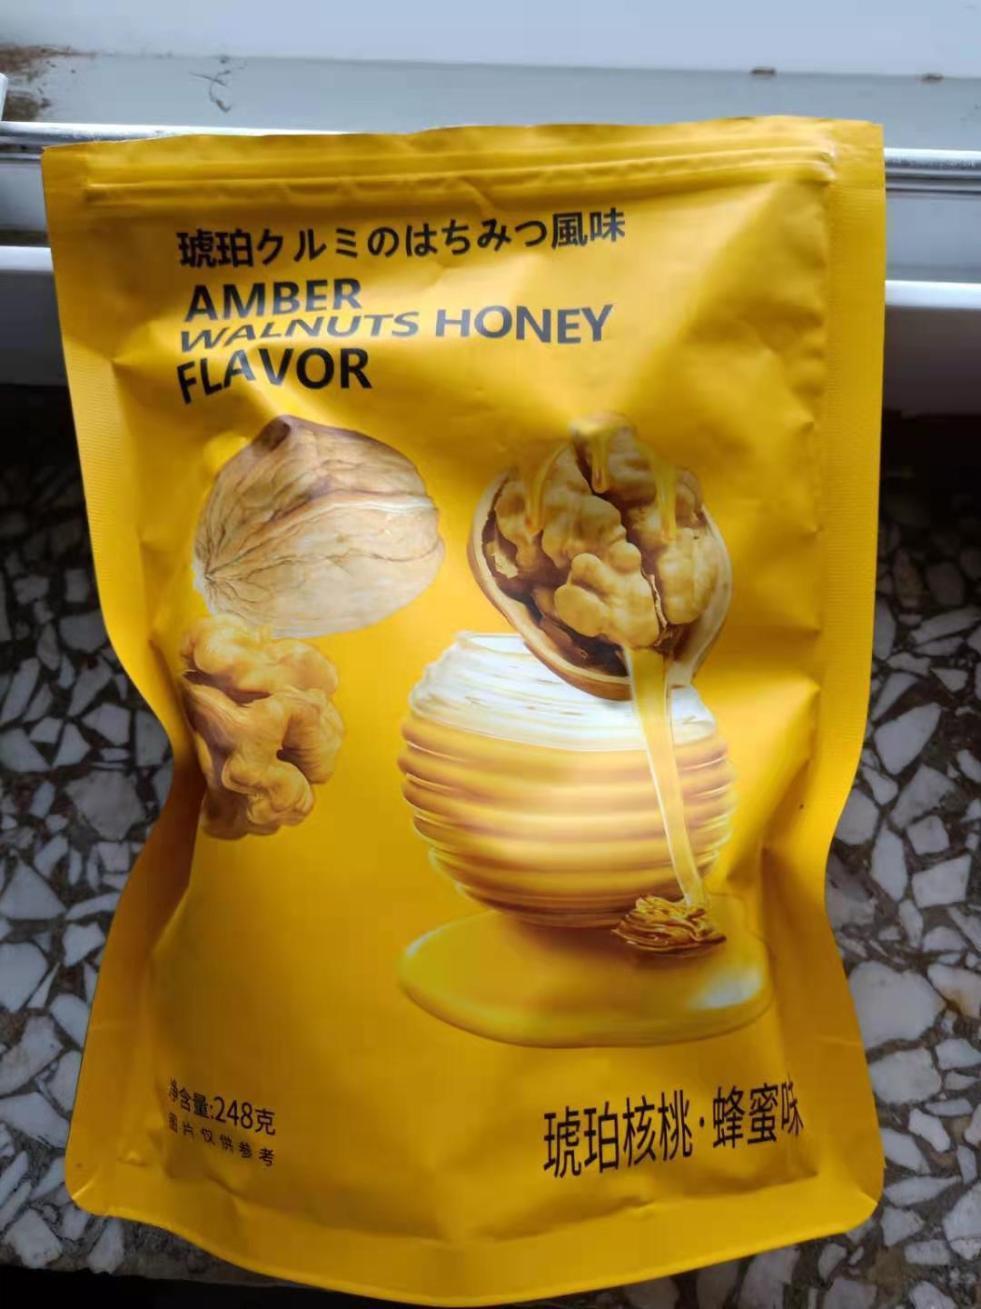 琥珀クルミのはちみつ風味
AMBER
WALNUTS HONEY
FLAVOR
净含量:248克
图片仅供参考
琥珀核桃·蜂蜜味